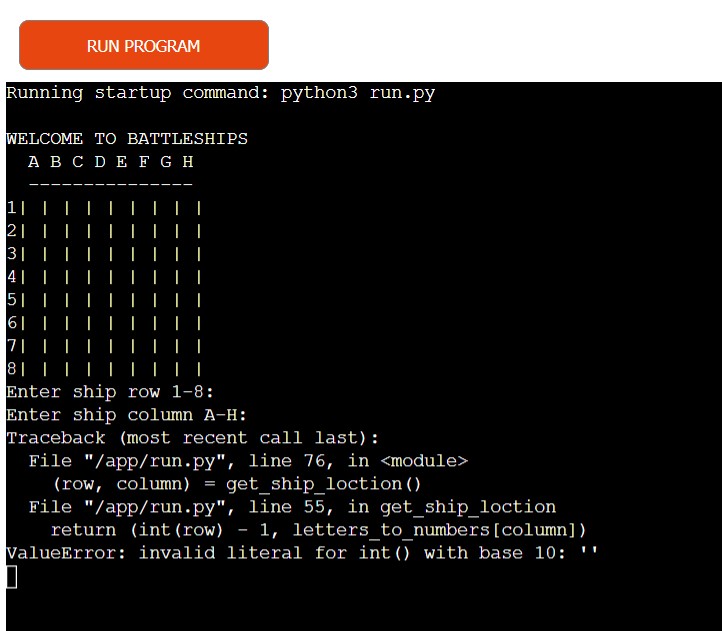 RUN PROGRAM
Running startup command: python3 run.py
WELCOME TO BATTLESHIPS
  A B C D E F G H
  ---------------
1| | | | | | | | |
2| | | | | | | | |
3| | | | | | | | |
4| | | | | | | | |
5| | | | | | | | |
6| | | | | | | | |
7| | | | | | | | |
8| | | | | | | | |
Enter ship row 1-8:
Enter ship column A-H:
Traceback (most recent call last):
  File "/app/run.py", line 76, in <module>
    (row, column) = get_ship_loction()
  File "/app/run.py", line 55, in get_ship_loction
    return (int(row) - 1, letters_to_numbers[column])
ValueError: invalid literal for int() with base 10: ''